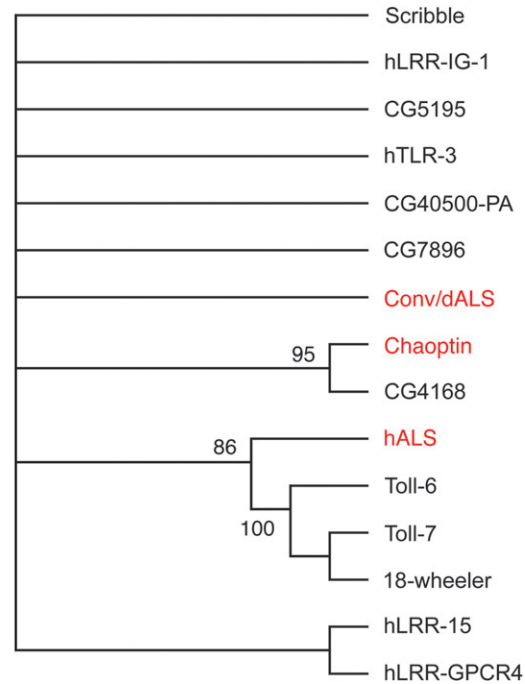 Scribble
hLRR-IG-1
CG5195
hTLR-3
CG40500-PA
CG7896
Conv/dALS
95 Chaoptin
CG4168
86 hALS
Toll-6
100
Toll-7
18-wheeler
hLRR-15
hLRR-GPCR4